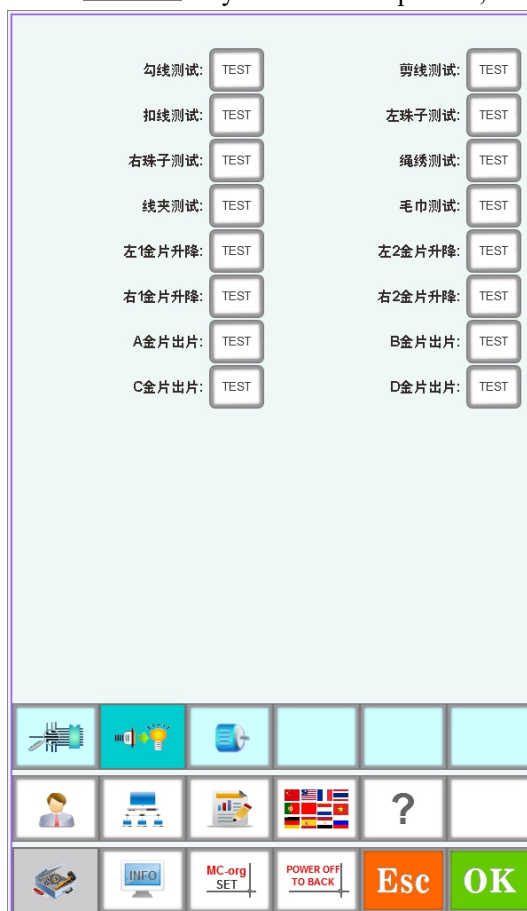 勾线测试: TEST 剪线测试: TEST
扣线测试: TEST 左珠子测试: TEST
右珠子测试: TEST 绳绣测试: TEST
线夹测试: TEST 毛巾测试: TEST
左1金片升降: TEST 左2金片升降: TEST
右1金片升降: TEST 右2金片升降: TEST
A金片出片: TEST B金片出片: TEST
C金片出片: TEST D金片出片: TEST
?
INFO MC-org SET POWER OFF TO BACK Esc OK